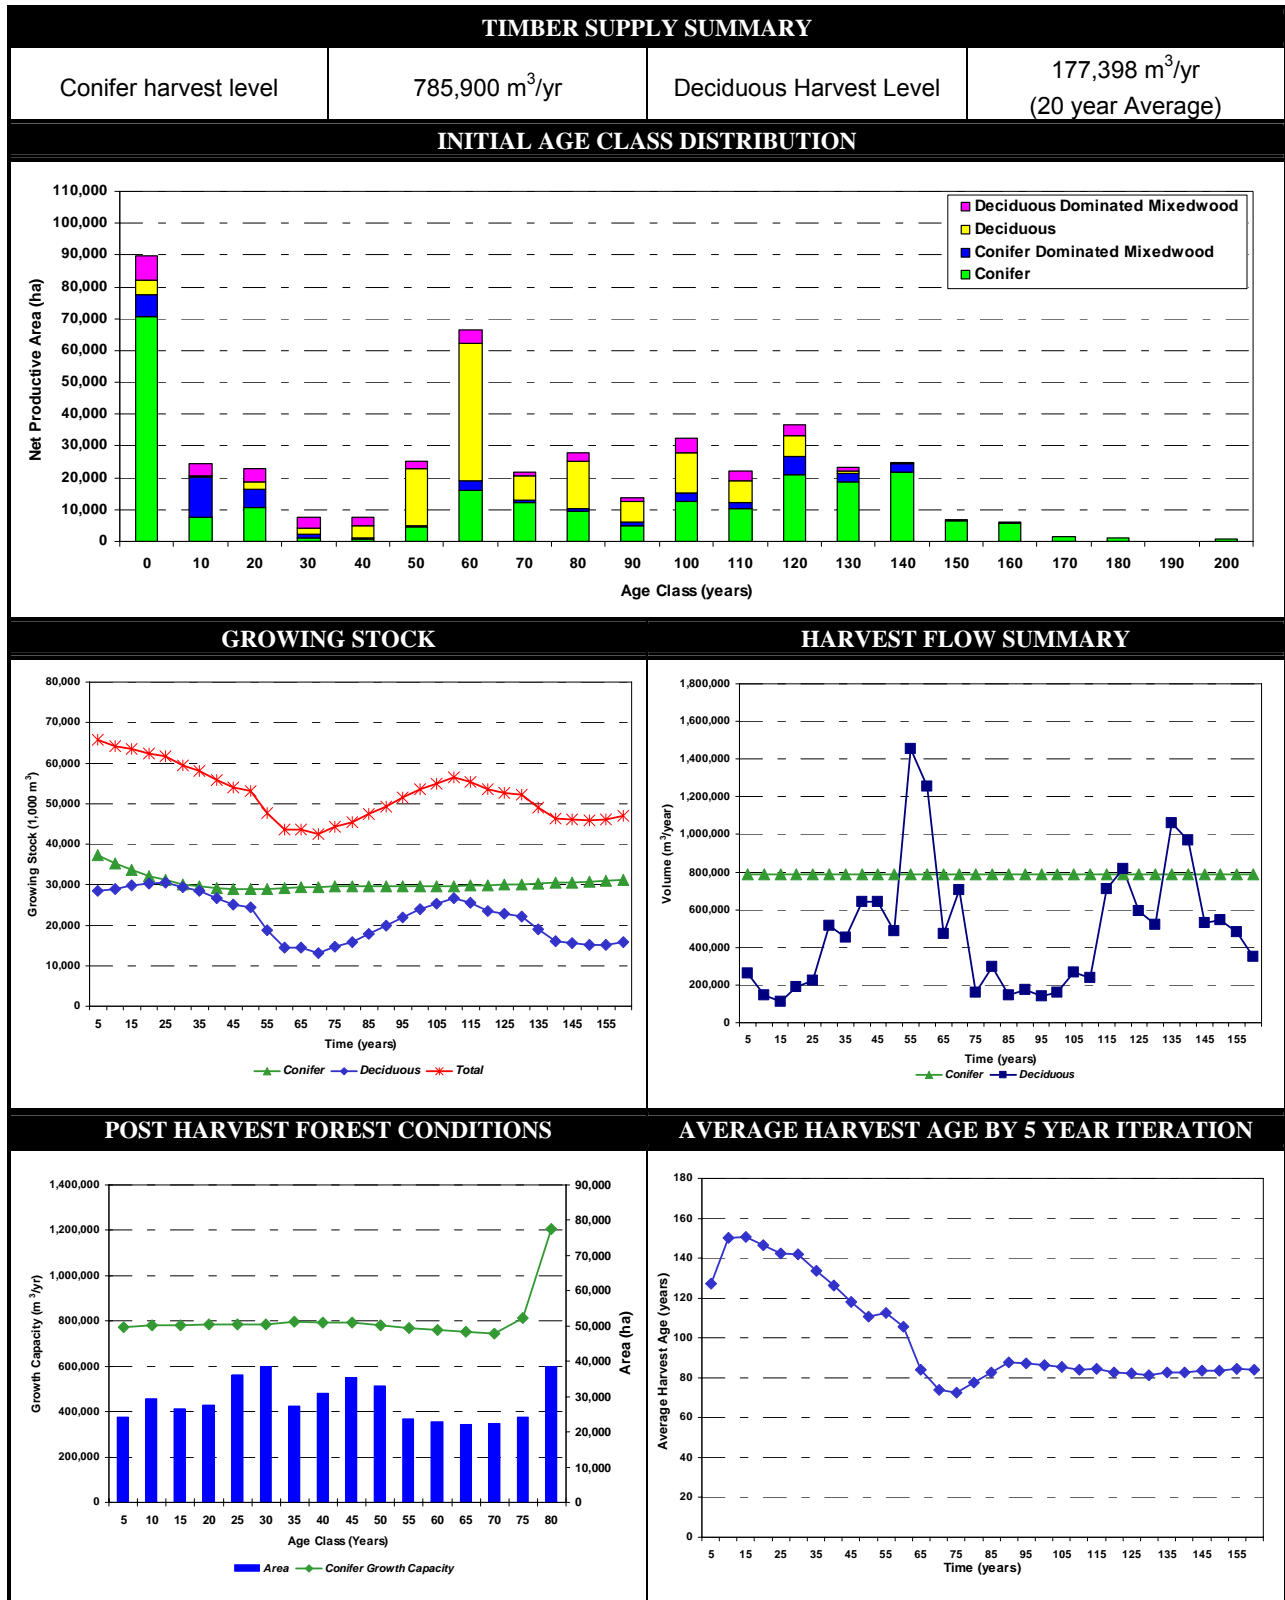 TIMBER SUPPLY SUMMARY
Conifer harvest level
785,900 m³/yr
Deciduous Harvest Level
177,398 m³/yr
(20 year Average)
INITIAL AGE CLASS DISTRIBUTION
Net Productive Area (ha)
110,000
100,000
90,000
80,000
70,000
60,000
50,000
40,000
30,000
20,000
10,000
0
Deciduous Dominated Mixedwood
Deciduous
Conifer Dominated Mixedwood
Conifer
0 10 20 30 40 50 60 70 80 90 100 110 120 130 140 150 160 170 180 190 200
Age Class (years)
GROWING STOCK
Growing Stock (1,000 m³)
80,000
70,000
60,000
50,000
40,000
30,000
20,000
10,000
0
5 15 25 35 45 55 65 75 85 95 105 115 125 135 145 155
Time (years)
Conifer Deciduous Total
HARVEST FLOW SUMMARY
Volume (m³/year)
1,800,000
1,600,000
1,400,000
1,200,000
1,000,000
800,000
600,000
400,000
200,000
0
5 15 25 35 45 55 65 75 85 95 105 115 125 135 145 155
Time (years)
Conifer Deciduous
POST HARVEST FOREST CONDITIONS
Growth Capacity (m³/yr)
1,400,000
1,200,000
1,000,000
800,000
600,000
400,000
200,000
0
90,000
80,000
70,000
60,000
50,000
40,000
30,000
20,000
10,000
0
Area (ha)
5 10 15 20 25 30 35 40 45 50 55 60 65 70 75 80
Age Class (Years)
Area Conifer Growth Capacity
AVERAGE HARVEST AGE BY 5 YEAR ITERATION
Average Harvest Age (years)
180
160
140
120
100
80
60
40
20
0
5 15 25 35 45 55 65 75 85 95 105 115 125 135 145 155
Time (years)